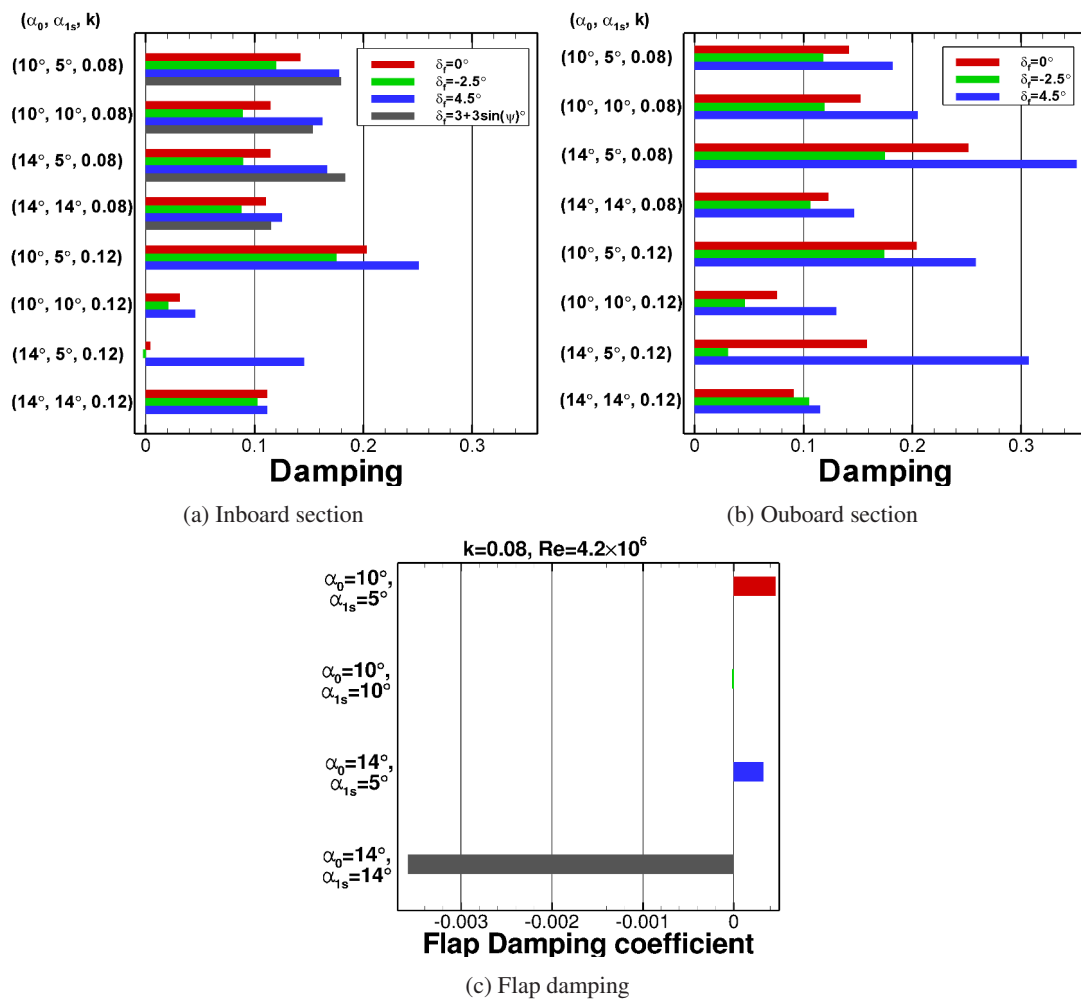 (α₀, α₁ₛ, k)
(10°, 5°, 0.08)
(10°, 10°, 0.08)
(14°, 5°, 0.08)
(14°, 14°, 0.08)
(10°, 5°, 0.12)
(10°, 10°, 0.12)
(14°, 5°, 0.12)
(14°, 14°, 0.12)
δf=0°
δf=-2.5°
δf=4.5°
δf=3+3sin(ψ)°
0 0.1 0.2 0.3
Damping
(a) Inboard section
(α₀, α₁ₛ, k)
(10°, 5°, 0.08)
(10°, 10°, 0.08)
(14°, 5°, 0.08)
(14°, 14°, 0.08)
(10°, 5°, 0.12)
(10°, 10°, 0.12)
(14°, 5°, 0.12)
(14°, 14°, 0.12)
δf=0°
δf=-2.5°
δf=4.5°
0 0.1 0.2 0.3
Damping
(b) Ouboard section
k=0.08, Re=4.2×10⁶
α₀=10°,
α₁ₛ=5°
α₀=10°,
α₁ₛ=10°
α₀=14°,
α₁ₛ=5°
α₀=14°,
α₁ₛ=14°
-0.003 -0.002 -0.001 0
Flap Damping coefficient
(c) Flap damping